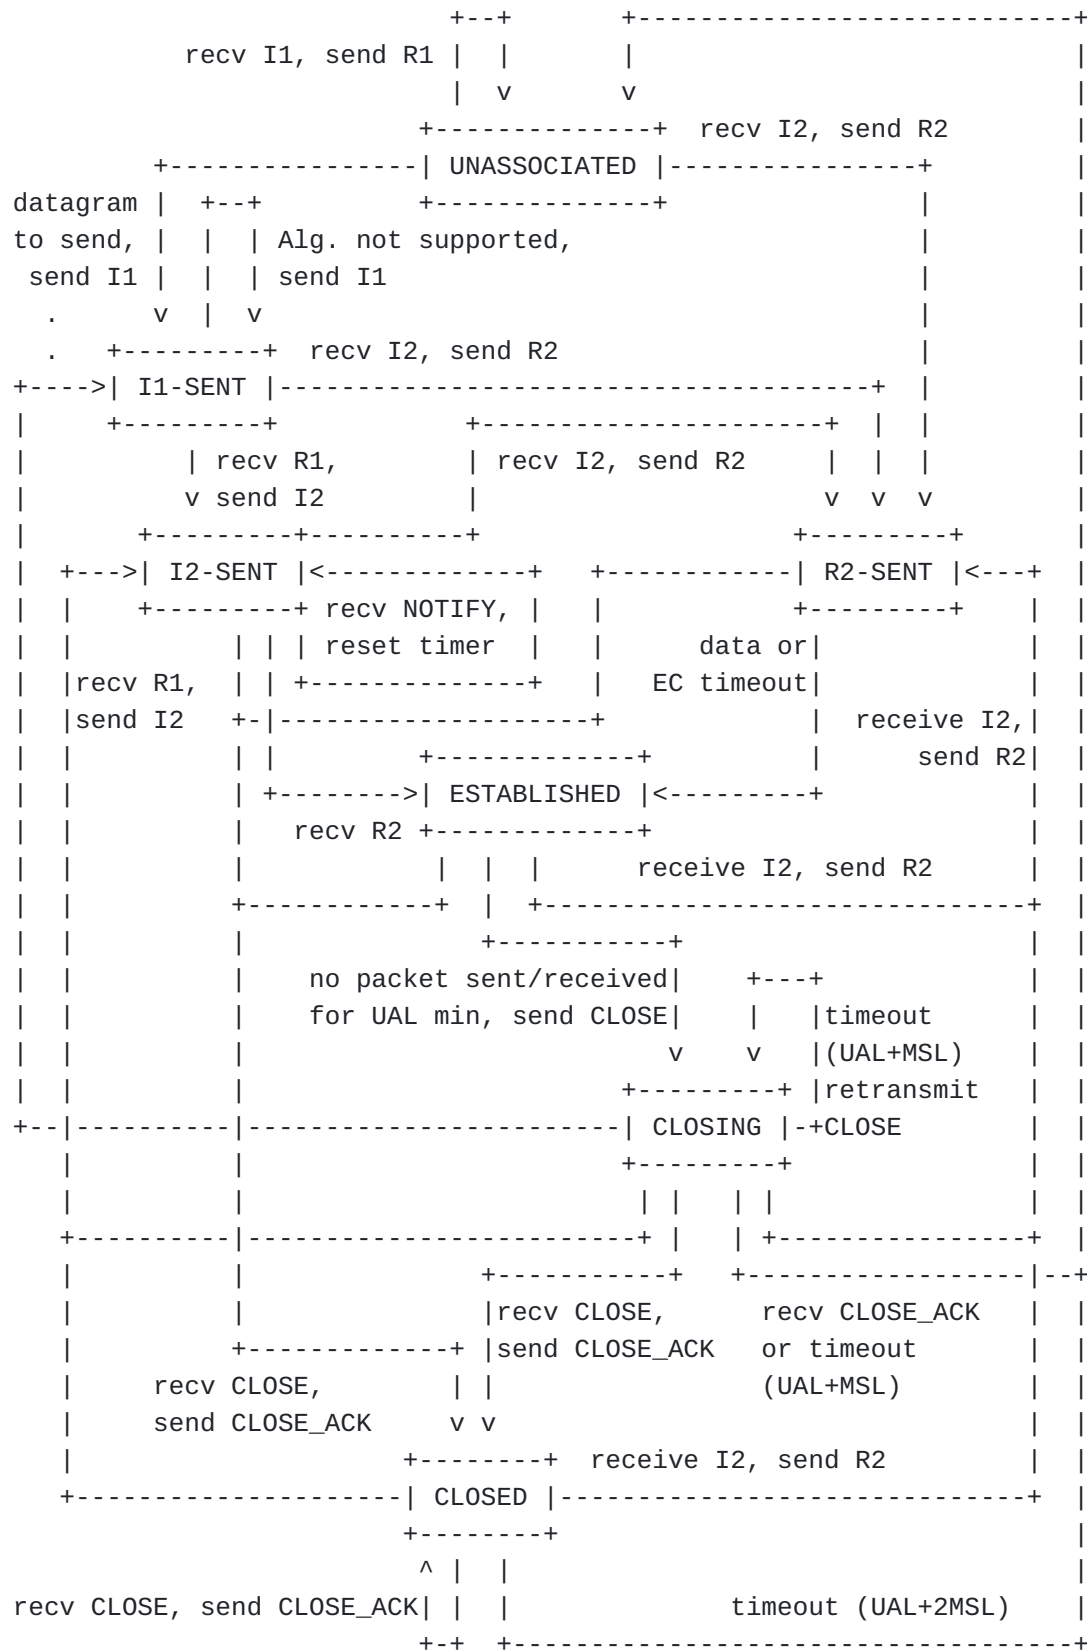 +--+       +----------------------------+
           recv I1, send R1 |  |       |                            |
                            |  v       v                            |
                          +--------------+  recv I2, send R2        |
         +----------------| UNASSOCIATED |----------------+         |
datagram |  +--+          +--------------+                |         |
to send, |  |  | Alg. not supported,                      |         |
 send I1 |  |  | send I1                                  |         |
  .      v  |  v                                          |         |
  .   +---------+  recv I2, send R2                       |         |
+---->| I1-SENT |--------------------------------------+  |         |
|     +---------+            +----------------------+  |  |         |
|          | recv R1,        | recv I2, send R2     |  |  |         |
|          v send I2         |                      v  v  v         |
|       +---------+----------+                    +---------+       |
|  +--->| I2-SENT |<-------------+   +------------| R2-SENT |<---+  |
|  |    +---------+ recv NOTIFY, |   |            +---------+    |  |
|  |          | | | reset timer  |   |      data or|             |  |
|  |recv R1,  | | +--------------+   |   EC timeout|             |  |
|  |send I2   +-|--------------------+             |  receive I2,|  |
|  |          | |         +-------------+          |      send R2|  |
|  |          | +-------->| ESTABLISHED |<---------+             |  |
|  |          |   recv R2 +-------------+                        |  |
|  |          |            |  |  |      receive I2, send R2      |  |
|  |          +------------+  |  +-------------------------------+  |
|  |          |               +-----------+                      |  |
|  |          |    no packet sent/received|    +---+             |  |
|  |          |    for UAL min, send CLOSE|    |   |timeout      |  |
|  |          |                           v    v   |(UAL+MSL)    |  |
|  |          |                        +---------+ |retransmit   |  |
+--|----------|------------------------| CLOSING |-+CLOSE        |  |
   |          |                        +---------+               |  |
   |          |                         | |   | |                |  |
   +----------|-------------------------+ |   | +----------------+  |
   |          |               +-----------+   +------------------|--+
   |          |               |recv CLOSE,      recv CLOSE_ACK   |  |
   |          +-------------+ |send CLOSE_ACK   or timeout       |  |
   |     recv CLOSE,        | |                 (UAL+MSL)        |  |
   |     send CLOSE_ACK     v v                                  |  |
   |                     +--------+  receive I2, send R2         |  |
   +---------------------| CLOSED |------------------------------+  |
                         +--------+                                 |
                          ^ |  |                                    |
recv CLOSE, send CLOSE_ACK| |  |              timeout (UAL+2MSL)    |
                          +-+  +------------------------------------+